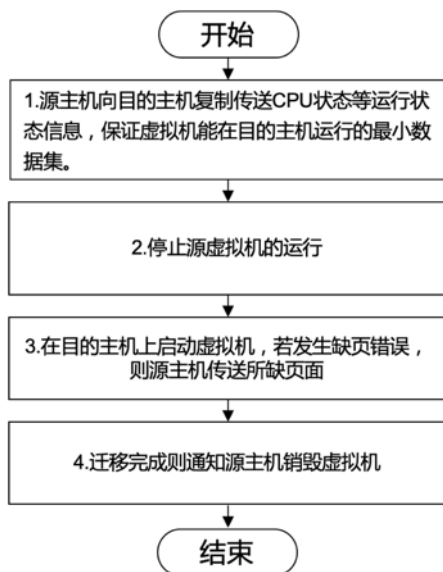 开始
1.源主机向目的主机复制传送CPU状态等运行状
态信息，保证虚拟机能在目的主机运行的最小数
据集。
2.停止源虚拟机的运行
3.在目的主机上启动虚拟机，若发生缺页错误，
则源主机传送所缺页面
4.迁移完成则通知源主机销毁虚拟机
结束